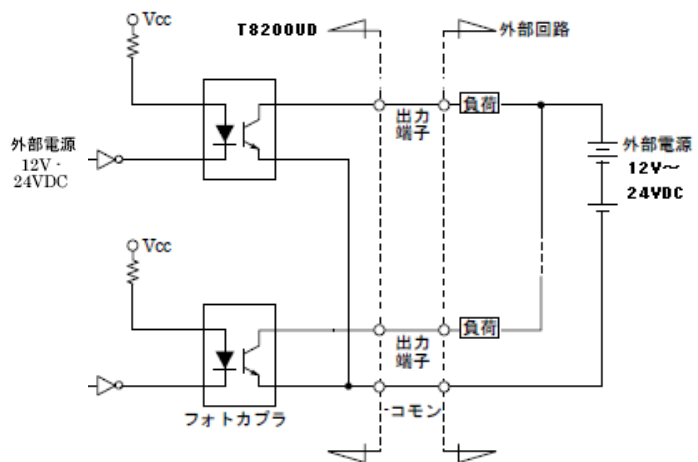 Vcc
T8200UD
外部回路
負荷
出力
端子
外部電源
12V・
24VDC
外部電源
12V～
24VDC
Vcc
負荷
出力
端子
-コモン
フォトカプラ